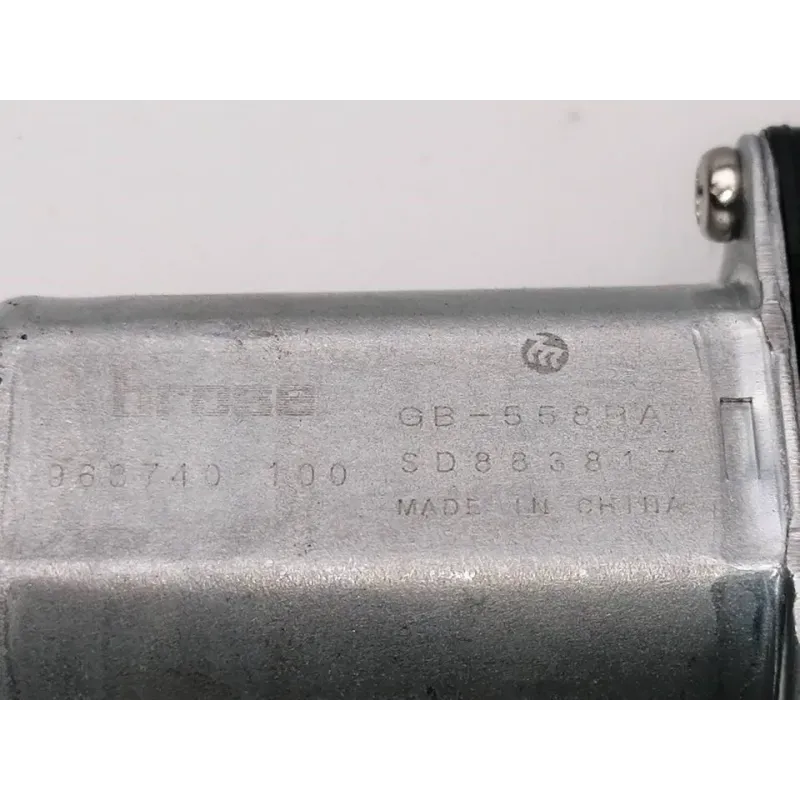 brose
963740-100
GB-558RA
SD883817
MADE IN CHINA